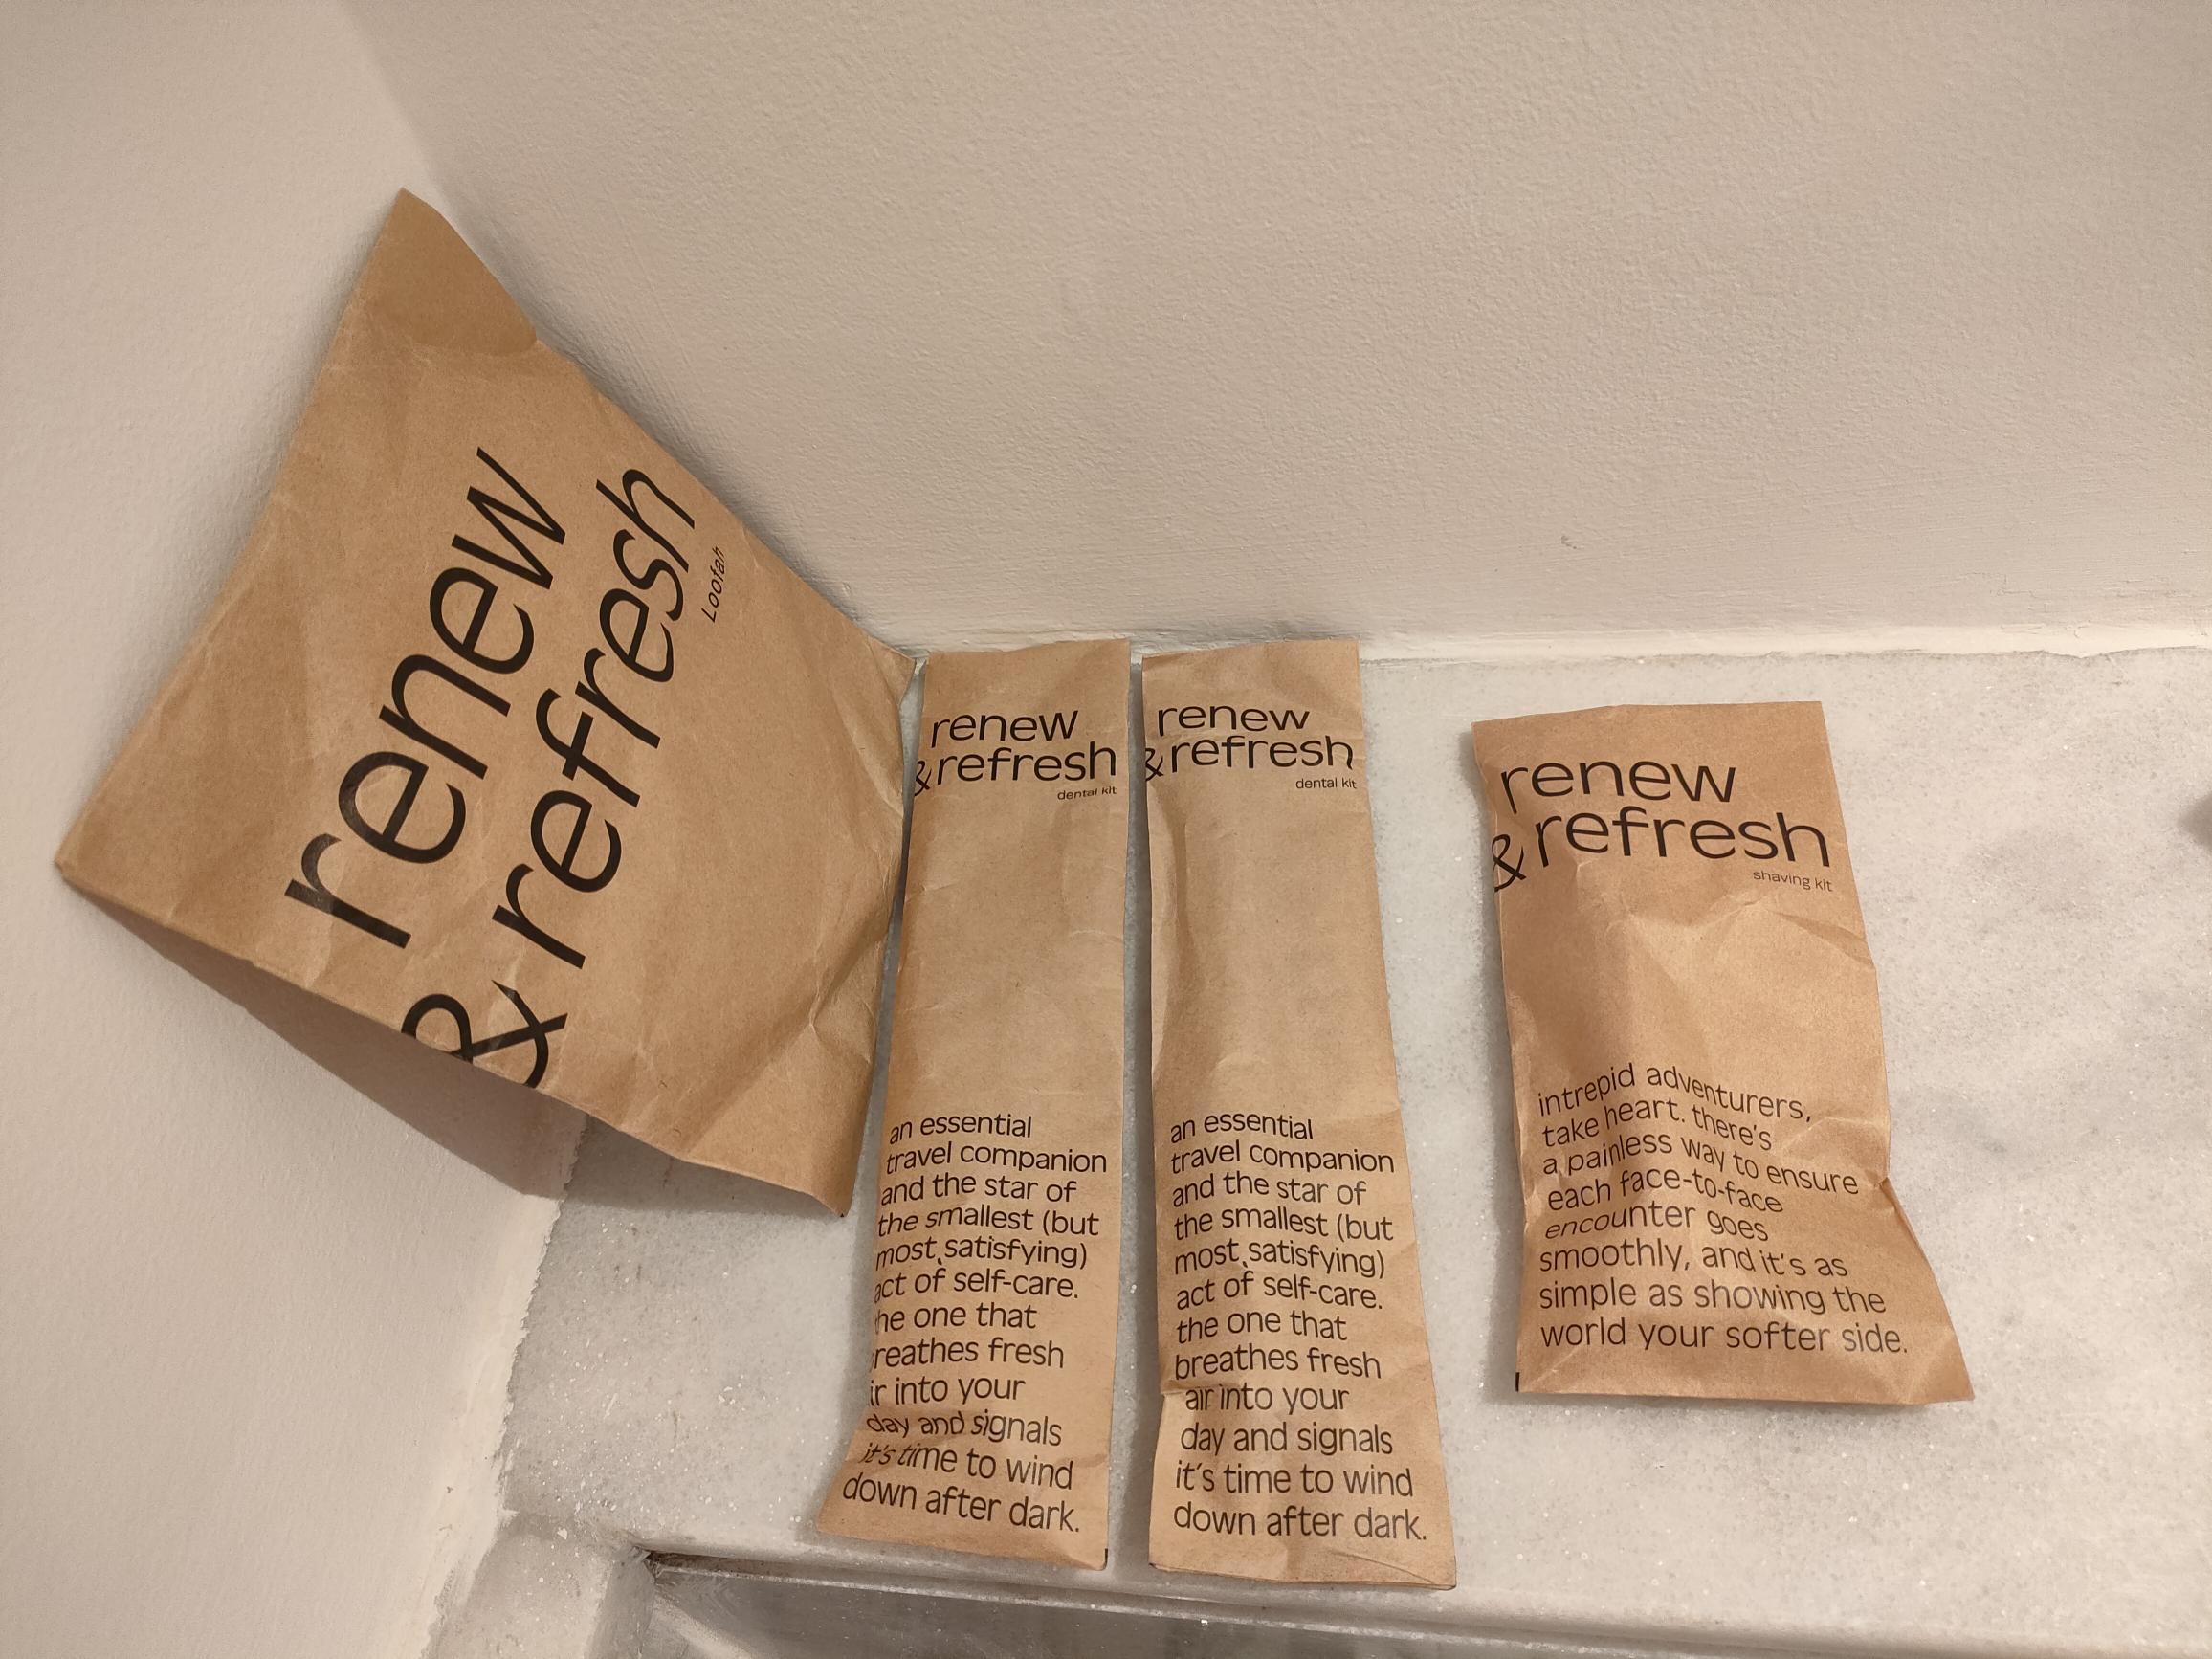 renew
& refresh
Loofah
renew
& refresh
dental kit
an essential
travel companion
and the star of
the smallest (but
most satisfying)
act of self-care.
the one that
breathes fresh
air into your
day and signals
it's time to wind
down after dark.
renew
& refresh
dental kit
an essential
travel companion
and the star of
the smallest (but
most satisfying)
act of self-care.
the one that
breathes fresh
air into your
day and signals
it's time to wind
down after dark.
renew
& refresh
shaving kit
intrepid adventurers,
take heart. there's
a painless way to ensure
each face-to-face
encounter goes
smoothly, and it's as
simple as showing the
world your softer side.